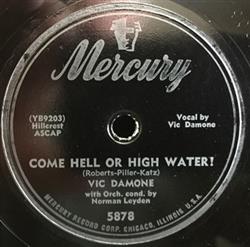 Mercury
(YB9203)
Hillcrest
ASCAP
Vocal by
Vic Damone
COME HELL OR HIGH WATER!
(Roberts-Piller-Katz)
VIC DAMONE
with Orch. cond. by
Norman Leyden
5878
MERCURY RECORD CORP. CHICAGO, ILLINOIS U.S.A.